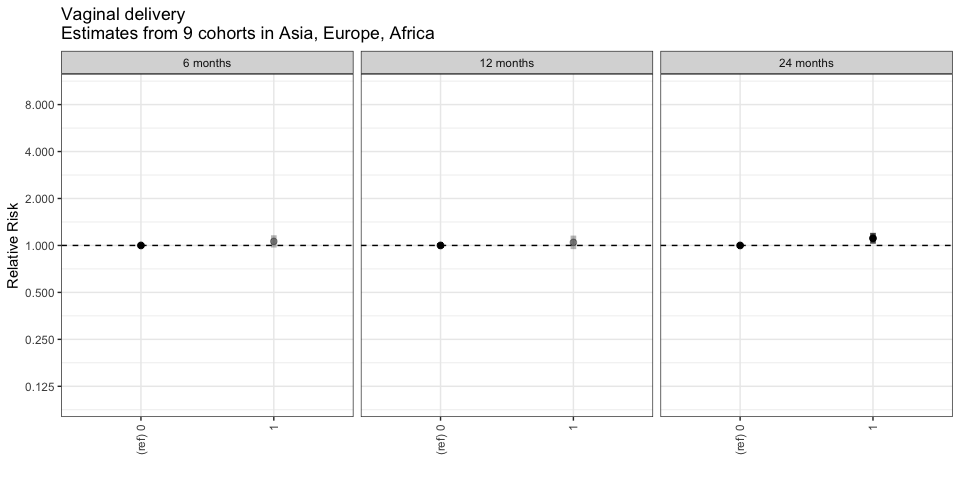 Vaginal delivery
Estimates from 9 cohorts in Asia, Europe, Africa
6 months
12 months
24 months
Relative Risk
8.000
4.000
2.000
1.000
0.500
0.250
0.125
(ref) 0
1
(ref) 0
1
(ref) 0
1